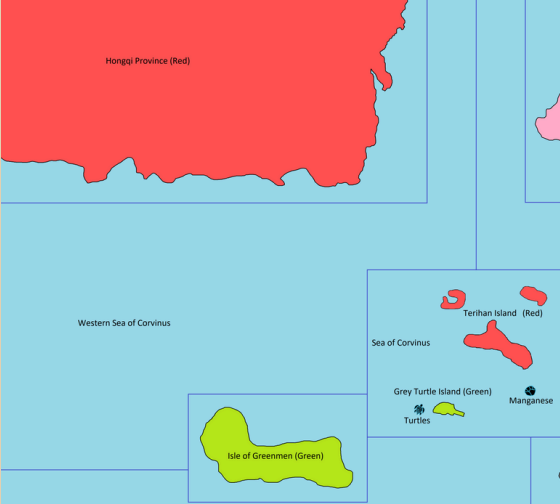 Hongqi Province (Red)
Terihan Island (Red)
Western Sea of Corvinus
Sea of Corvinus
Grey Turtle Island (Green)
Manganese
Turtles
Isle of Greenmen (Green)